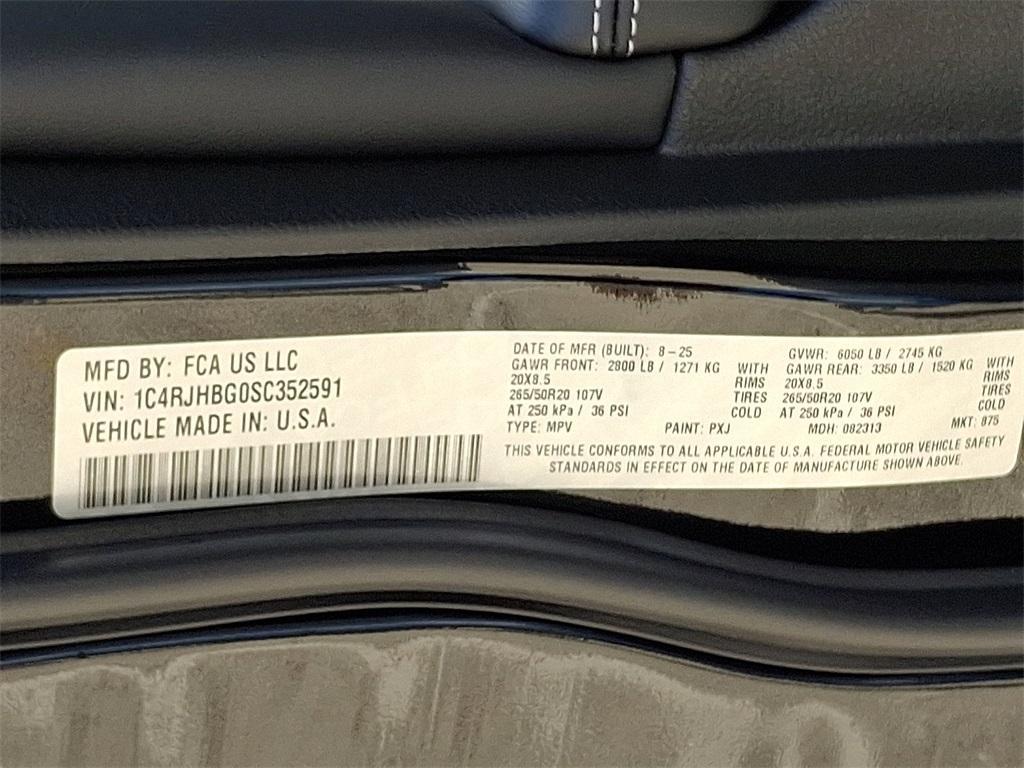 MFD BY: FCA US LLC
VIN: 1C4RJHBG0SC352591
VEHICLE MADE IN: U.S.A.
DATE OF MFR (BUILT): 8-25
GAWR FRONT: 2800 LB / 1271 KG WITH
20X8.5 RIMS
265/50R20 107V TIRES
AT 250 kPa / 36 PSI COLD
GVWR: 6050 LB / 2745 KG
GAWR REAR: 3350 LB / 1520 KG WITH
20X8.5 RIMS
265/50R20 107V TIRES
AT 250 kPa / 36 PSI COLD
TYPE: MPV PAINT: PXJ MDH: 082313 MKT: 875
THIS VEHICLE CONFORMS TO ALL APPLICABLE U.S.A. FEDERAL MOTOR VEHICLE SAFETY
STANDARDS IN EFFECT ON THE DATE OF MANUFACTURE SHOWN ABOVE.